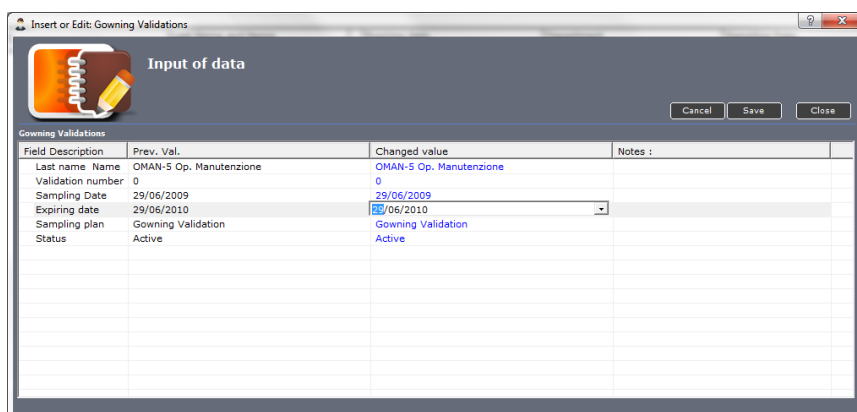 Insert or Edit: Gowning Validations
Input of data
Cancel Save Close
Gowning Validations
Field Description Prev. Val. Changed value Notes :
Last name Name OMAN-5 Op. Manutenzione OMAN-5 Op. Manutenzione
Validation number 0 0
Sampling Date 29/06/2009 29/06/2009
Expiring date 29/06/2010 29/06/2010
Sampling plan Gowning Validation Gowning Validation
Status Active Active